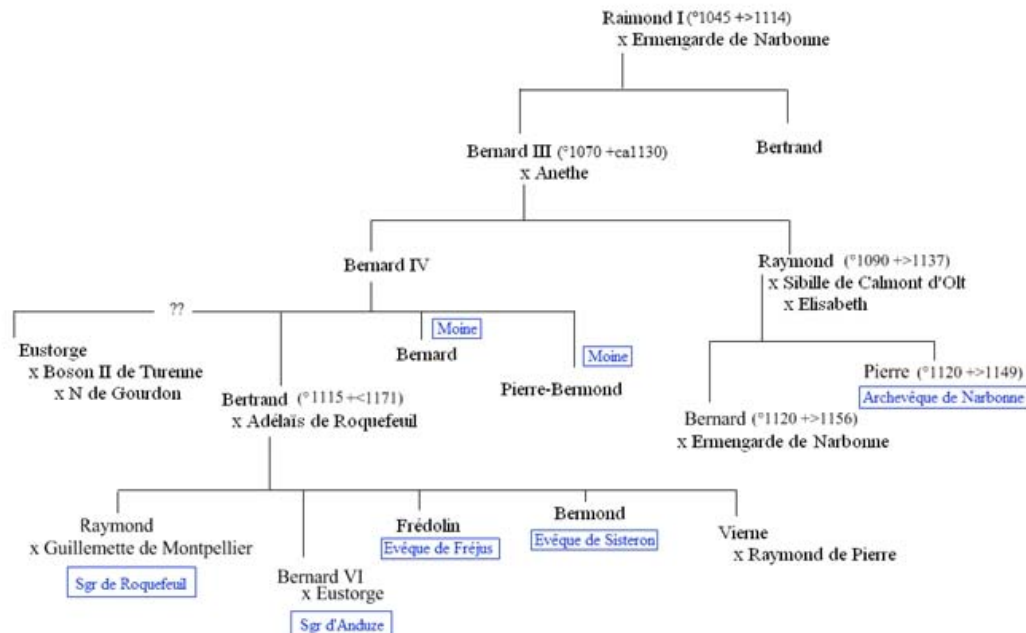 Raimond I (°1045 +>1114)
x Ermengarde de Narbonne
Bernard III (°1070 +ca1130)
x Anethe
Bertrand
Bernard IV
Raymond (°1090 +>1137)
x Sibille de Calmont d'Olt
x Elisabeth
??
Eustorge
x Boson II de Turenne
x N de Gourdon
Bertrand (°1115 +<1171)
x Adélaïs de Roquefeuil
Moine
Bernard
Moine
Pierre-Bermond
Bernard (°1120 +>1156)
x Ermengarde de Narbonne
Pierre (°1120 +>1149)
Archevêque de Narbonne
Raymond
x Guillemette de Montpellier
Sgr de Roquefeuil
Bernard VI
x Eustorge
Sgr d'Anduze
Frédolin
Evêque de Fréjus
Bermond
Evêque de Sisteron
Vierne
x Raymond de Pierre